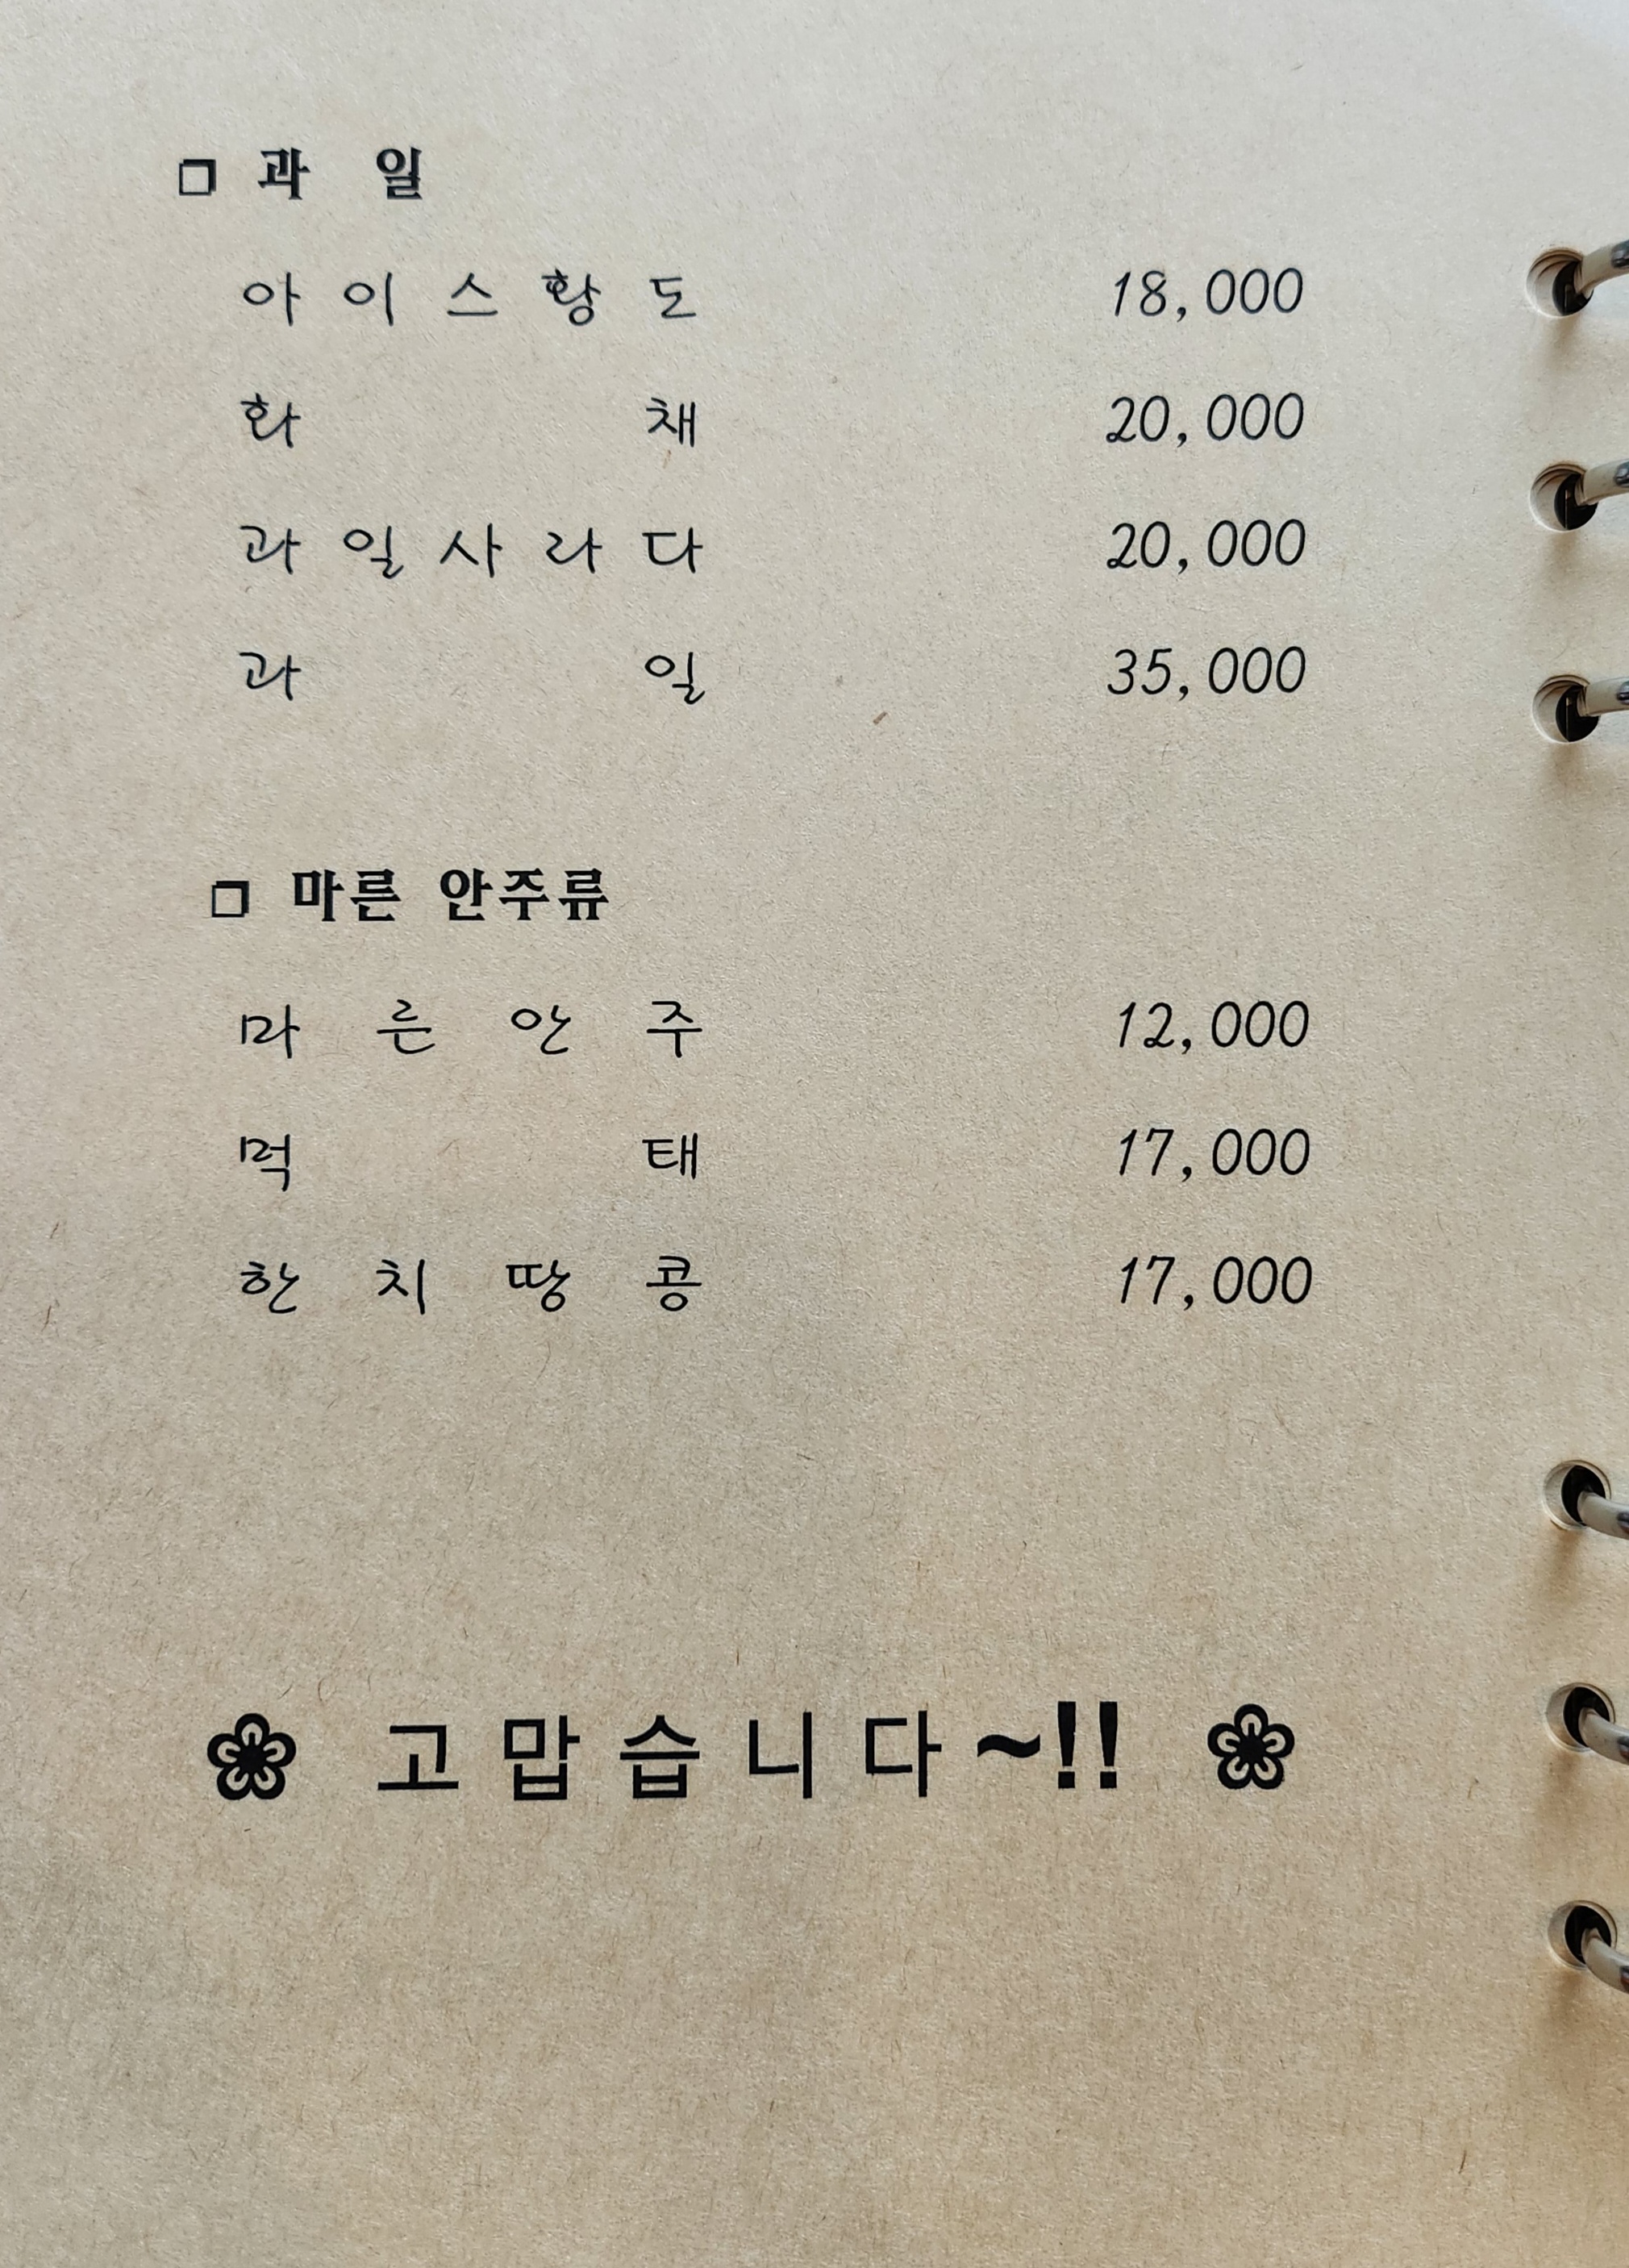 ❒ 과 일
아이스황도 18,000
화 채 20,000
과일사라다 20,000
과 일 35,000
❒ 마른 안주류
마 른 안 주 12,000
먹 태 17,000
한 치 땅 콩 17,000
❀ 고맙습니다~!! ❀